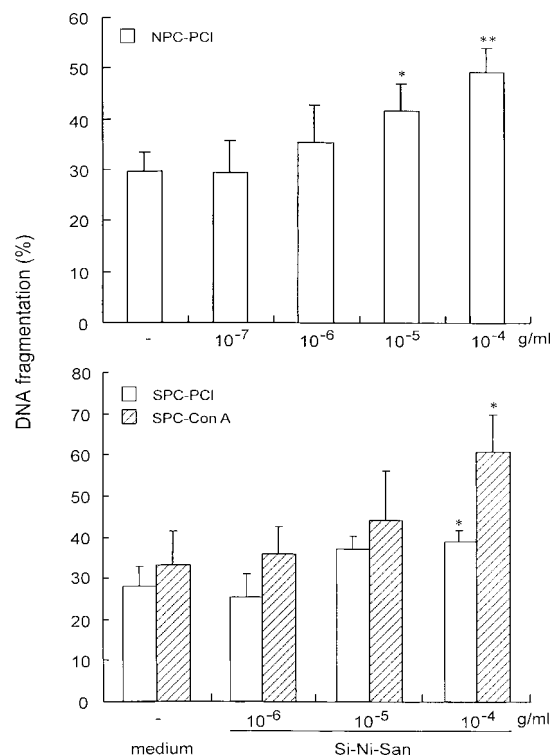 60
NPC-PCl
**
50
*
40
30
20
10
0
- 10⁻⁷ 10⁻⁶ 10⁻⁵ 10⁻⁴ g/ml
DNA fragmentation (%)
80
SPC-PCl
SPC-Con A
*
70
60
50
*
40
30
20
10
0
- 10⁻⁶ 10⁻⁵ 10⁻⁴ g/ml
medium Si-Ni-San